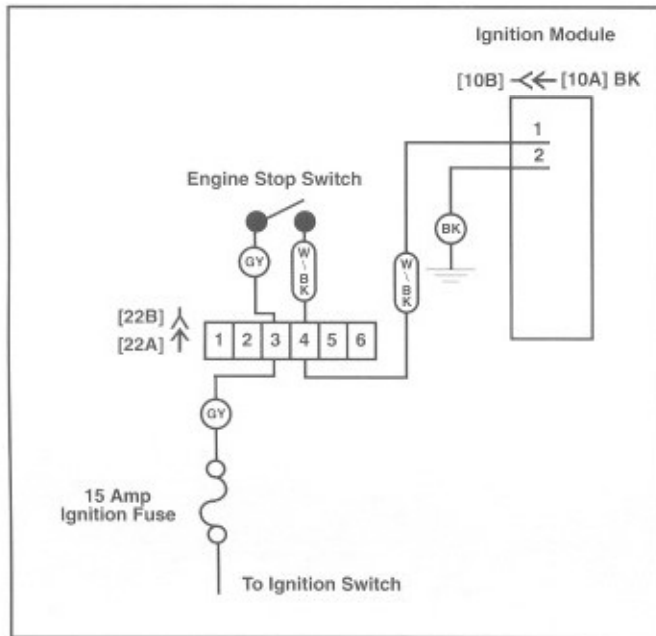 Ignition Module
[10B] [10A] BK
1
2
Engine Stop Switch
GY
W\BK
BK
W\BK
[22B]
[22A]
1 2 3 4 5 6
GY
15 Amp
Ignition Fuse
To Ignition Switch